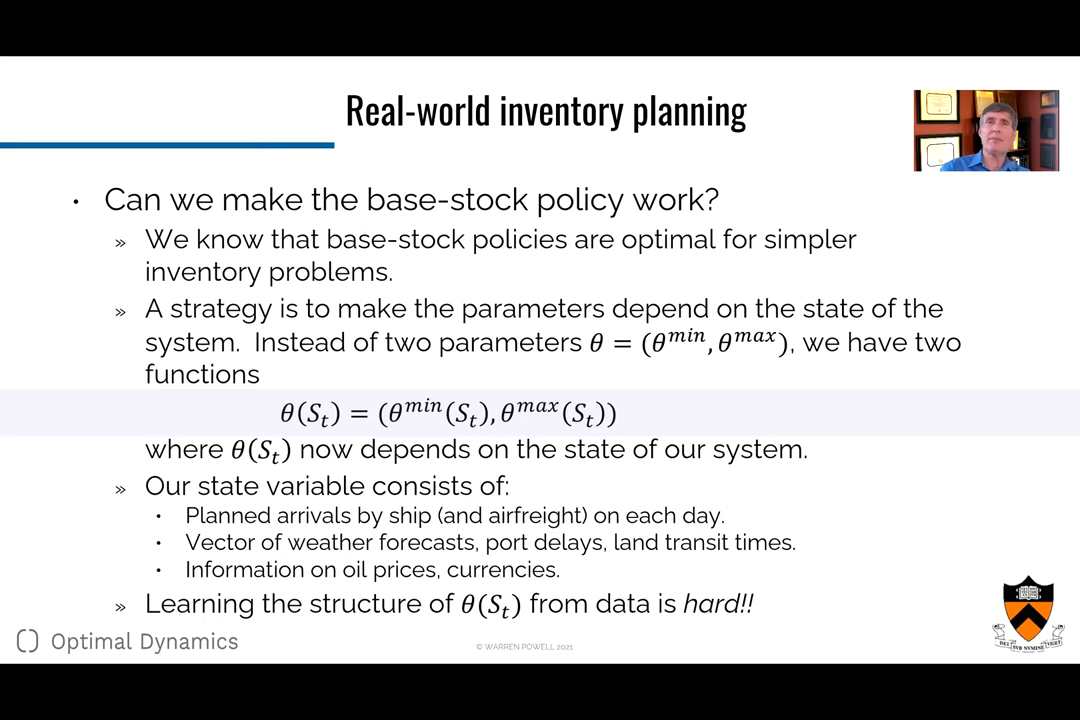 Real-world inventory planning
• Can we make the base-stock policy work?
» We know that base-stock policies are optimal for simpler
inventory problems.
» A strategy is to make the parameters depend on the state of the
system.  Instead of two parameters θ = (θ^min, θ^max), we have two
functions
θ(S_t) = (θ^min(S_t), θ^max(S_t))
where θ(S_t) now depends on the state of our system.
» Our state variable consists of:
• Planned arrivals by ship (and airfreight) on each day.
• Vector of weather forecasts, port delays, land transit times.
• Information on oil prices, currencies.
» Learning the structure of θ(S_t) from data is hard!!
Optimal Dynamics
© WARREN POWELL 2021